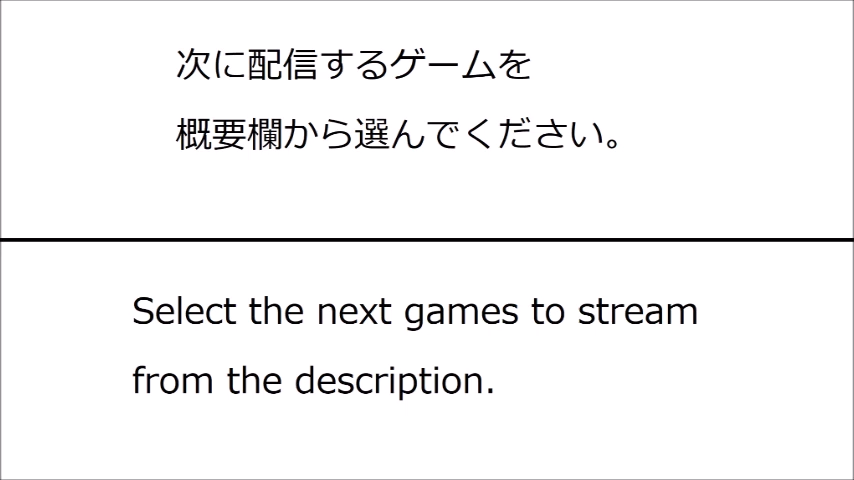 次に配信するゲームを
概要欄から選んでください。
Select the next games to stream
from the description.